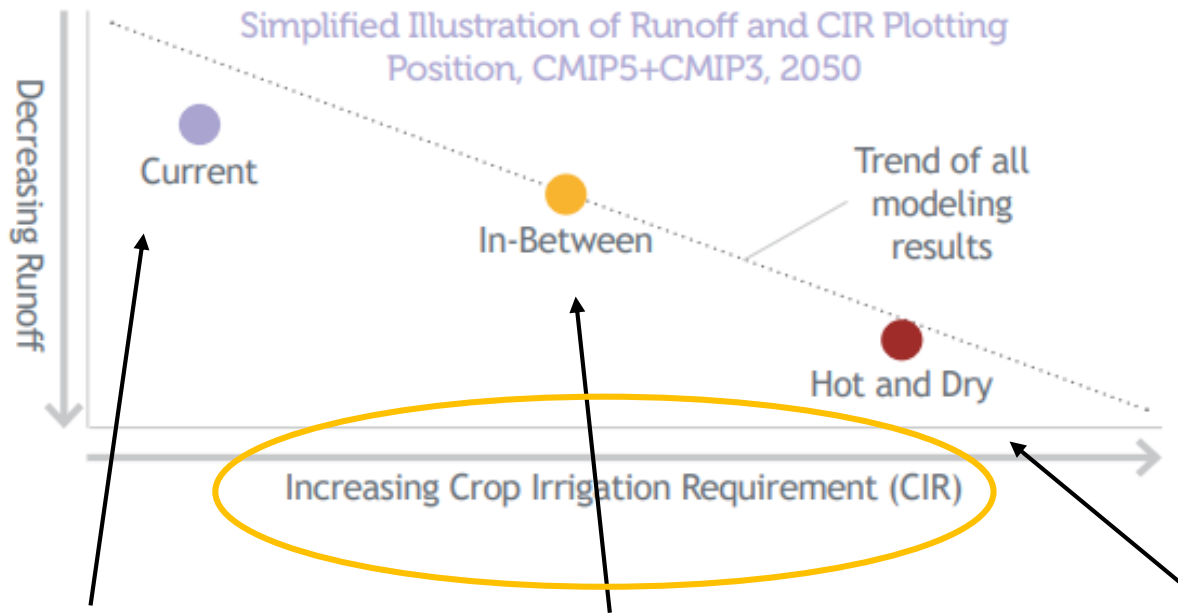 Simplified Illustration of Runoff and CIR Plotting
Position, CMIP5+CMIP3, 2050
Decreasing Runoff
Current
In-Between
Trend of all
modeling
results
Hot and Dry
Increasing Crop Irrigation Requirement (CIR)